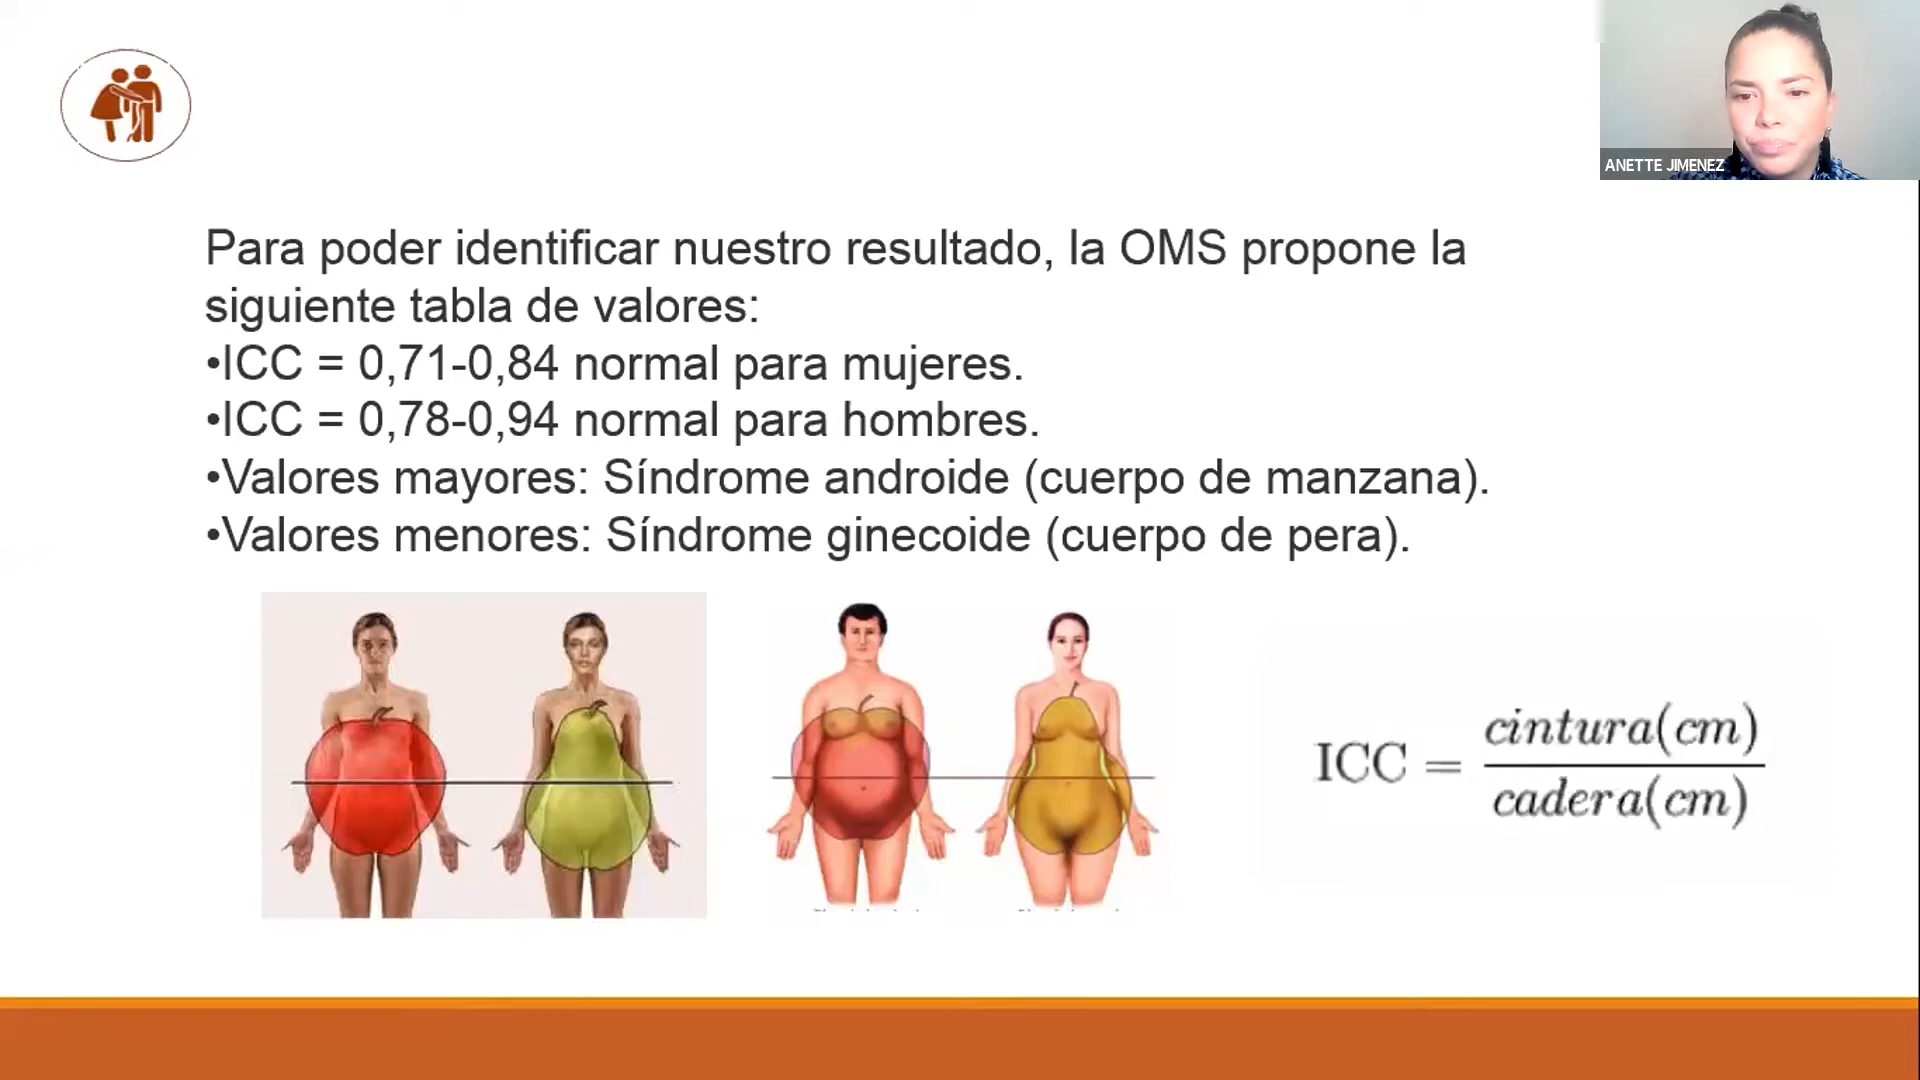 ANETTE JIMENEZ
Para poder identificar nuestro resultado, la OMS propone la
siguiente tabla de valores:
•ICC = 0,71-0,84 normal para mujeres.
•ICC = 0,78-0,94 normal para hombres.
•Valores mayores: Síndrome androide (cuerpo de manzana).
•Valores menores: Síndrome ginecoide (cuerpo de pera).
ICC = cintura(cm)
cadera(cm)